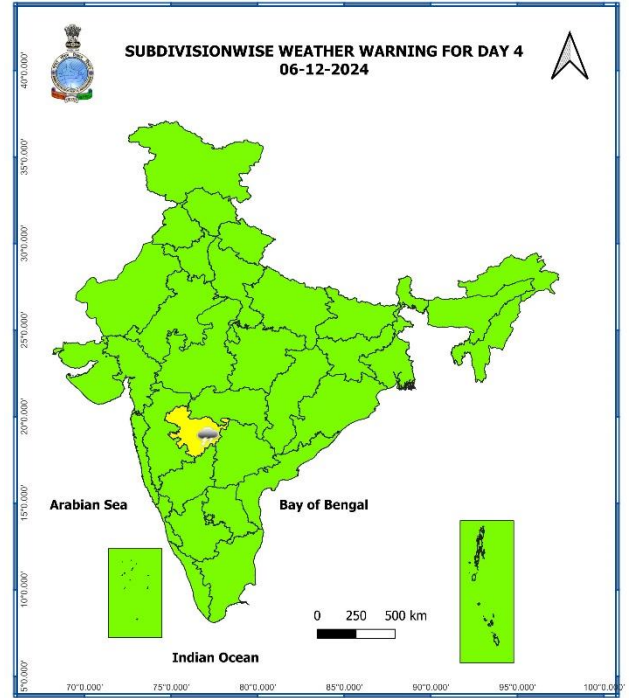 SUBDIVISIONWISE WEATHER WARNING FOR DAY 4
06-12-2024
40°0.000'
35°0.000'
30°0.000'
25°0.000'
20°0.000'
15°0.000'
10°0.000'
5°0.000'
Arabian Sea
Bay of Bengal
0 250 500 km
Indian Ocean
70°0.000' 75°0.000' 80°0.000' 85°0.000' 90°0.000' 95°0.000' 100°0.000'